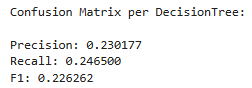 Confusion Matrix per DecisionTree:
Precision: 0.230177
Recall: 0.246500
F1: 0.226262